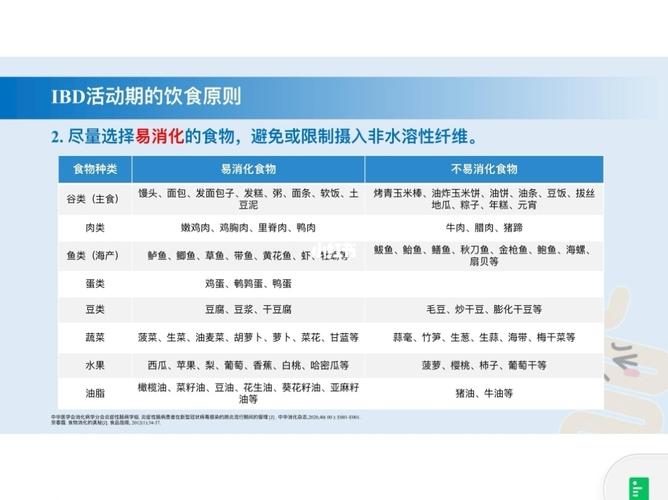 IBD活动期的饮食原则
2. 尽量选择易消化的食物，避免或限制摄入非水溶性纤维。
食物种类 易消化食物 不易消化食物
谷类（主食） 馒头、面包、发面包子、发糕、粥、面条、软饭、土豆泥 烤青玉米棒、油炸玉米饼、油饼、油条、豆饭、拔丝地瓜、粽子、年糕、元宵
肉类 嫩鸡肉、鸡胸肉、里脊肉、鸭肉 牛肉、腊肉、猪蹄
鱼类（海产） 鲈鱼、鲫鱼、草鱼、带鱼、黄花鱼、虾、牡蛎等 鲅鱼、鲐鱼、鳝鱼、秋刀鱼、金枪鱼、鲍鱼、海螺、扇贝等
蛋类 鸡蛋、鹌鹑蛋、鸭蛋
豆类 豆腐、豆浆、干豆腐 毛豆、炒干豆、膨化干豆等
蔬菜 菠菜、生菜、油麦菜、胡萝卜、萝卜、菜花、甘蓝等 蒜毫、竹笋、生葱、生蒜、海带、梅干菜等
水果 西瓜、苹果、梨、葡萄、香蕉、白桃、哈密瓜等 菠萝、樱桃、柿子、葡萄干等
油脂 橄榄油、菜籽油、豆油、花生油、葵花籽油、亚麻籽油等 猪油、牛油等
中华医学会消化病学分会炎症性肠病学组. 炎症性肠病患者在新型冠状病毒感染的肺炎流行期间的管理 [J]. 中华消化杂志,2020,40( 00 ): E001-E001.
食物消化的奥秘[J]. 食品指南, 2012(1):34-37.
小红书